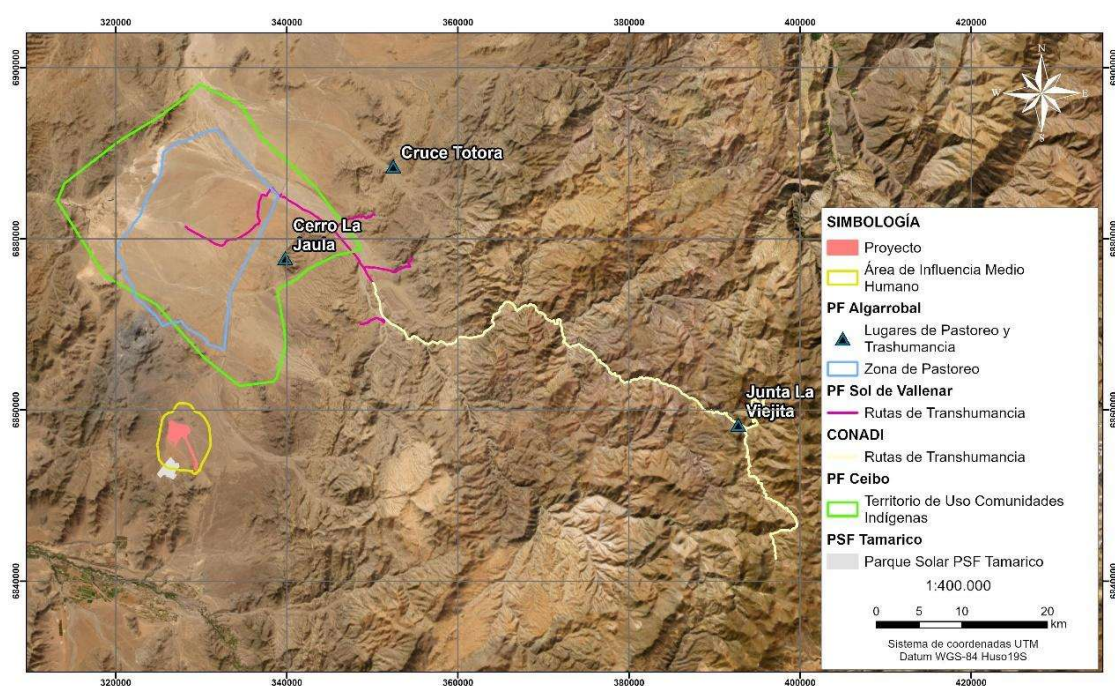 320000
340000
360000
380000
400000
420000
6900000
6900000
N
W
E
S
Cruce Totora
Cerro La
Jaula
6880000
6880000
Junta La
Viejita
6860000
6860000
6840000
6840000
SIMBOLOGÍA
Proyecto
Área de Influencia Medio
Humano
PF Algarrobal
Lugares de Pastoreo y
Trashumancia
Zona de Pastoreo
PF Sol de Vallenar
Rutas de Transhumancia
CONADI
Rutas de Transhumancia
PF Ceibo
Territorio de Uso Comunidades
Indígenas
PSF Tamarico
Parque Solar PSF Tamarico
1:400.000
0 5 10 20
km
Sistema de coordenadas UTM
Datum WGS-84 Huso19S
320000
340000
360000
380000
400000
420000